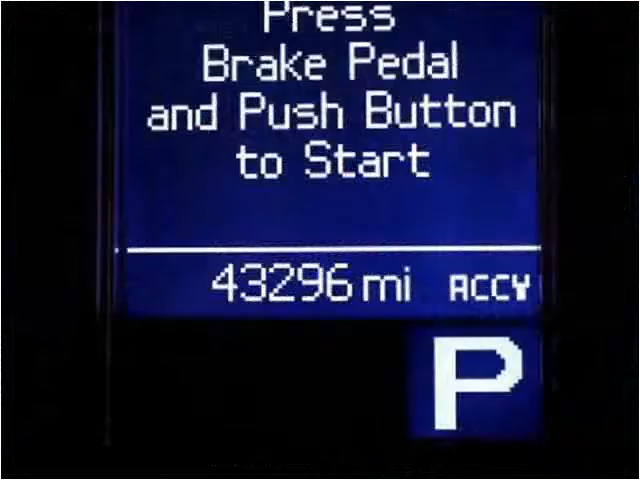 Press
Brake Pedal
and Push Button
to Start
43296 mi ACCY
P